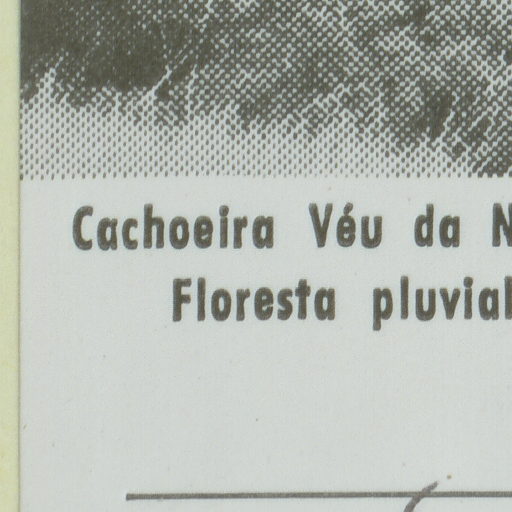 Cachoeira Véu da N
Floresta pluvial